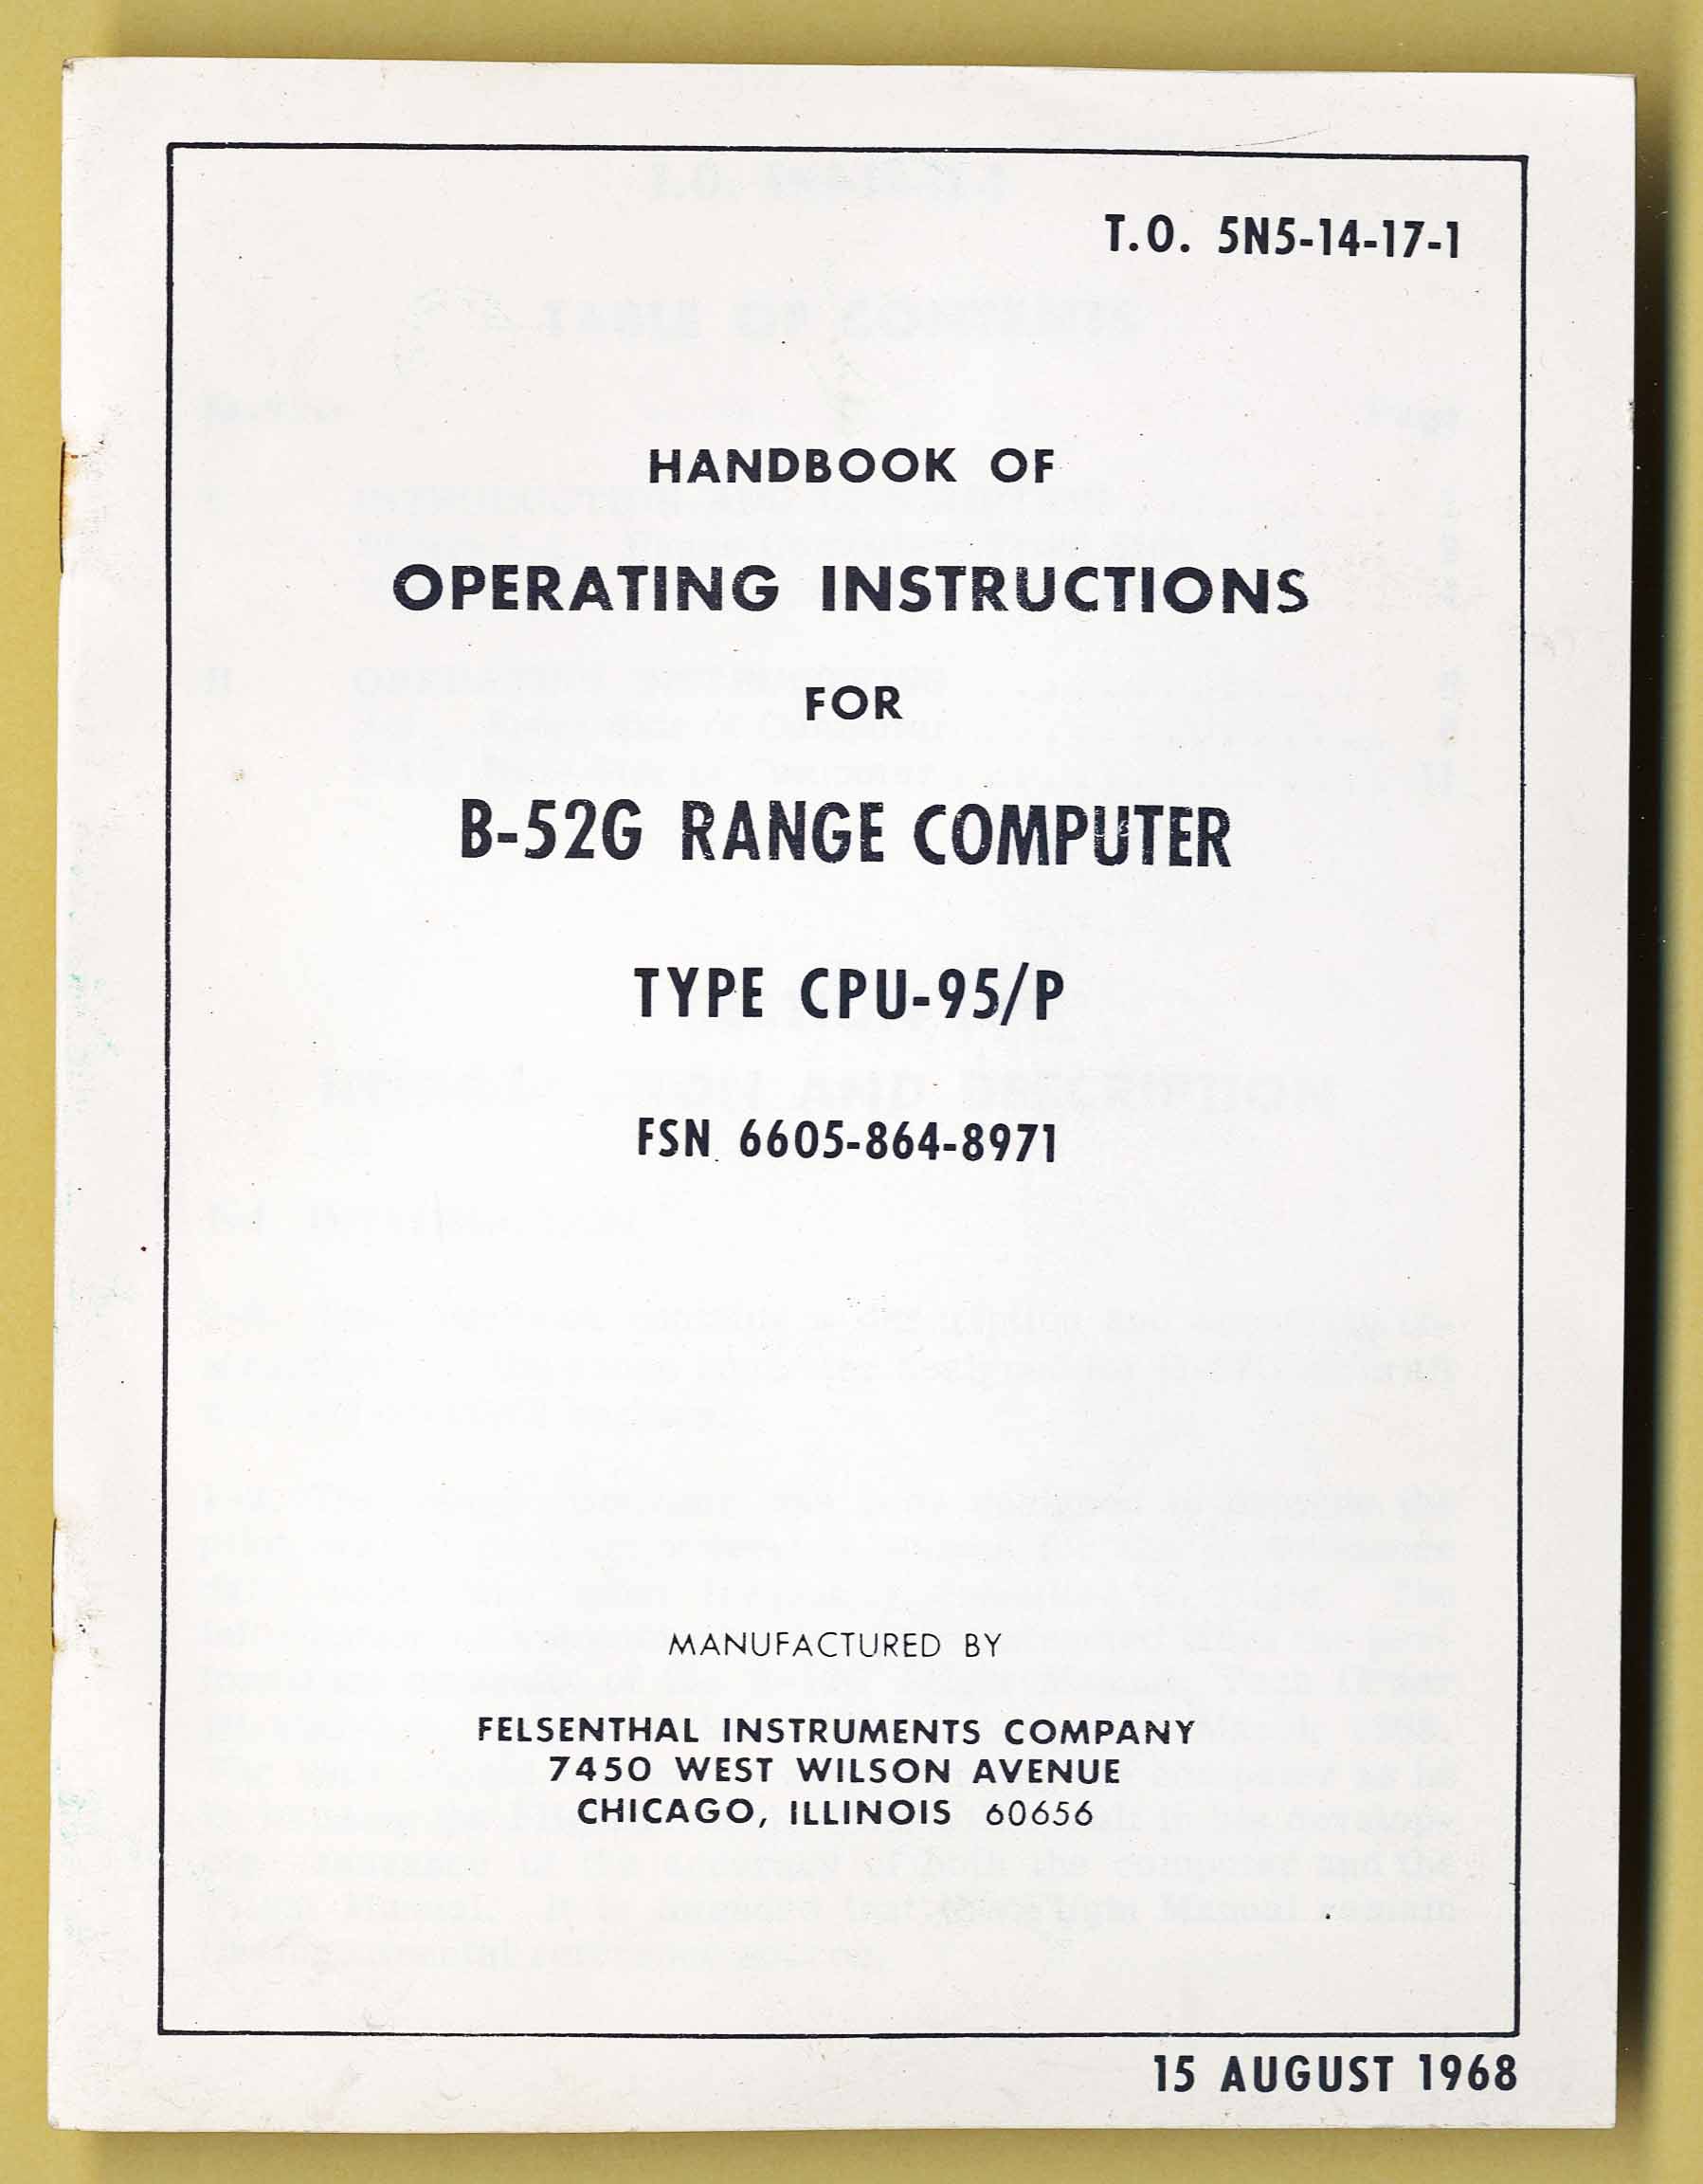 T.O. 5N5-14-17-1
HANDBOOK OF
OPERATING INSTRUCTIONS
FOR
B-52G RANGE COMPUTER
TYPE CPU-95/P
FSN 6605-864-8971
MANUFACTURED BY
FELSENTHAL INSTRUMENTS COMPANY
7450 WEST WILSON AVENUE
CHICAGO, ILLINOIS 60656
15 AUGUST 1968